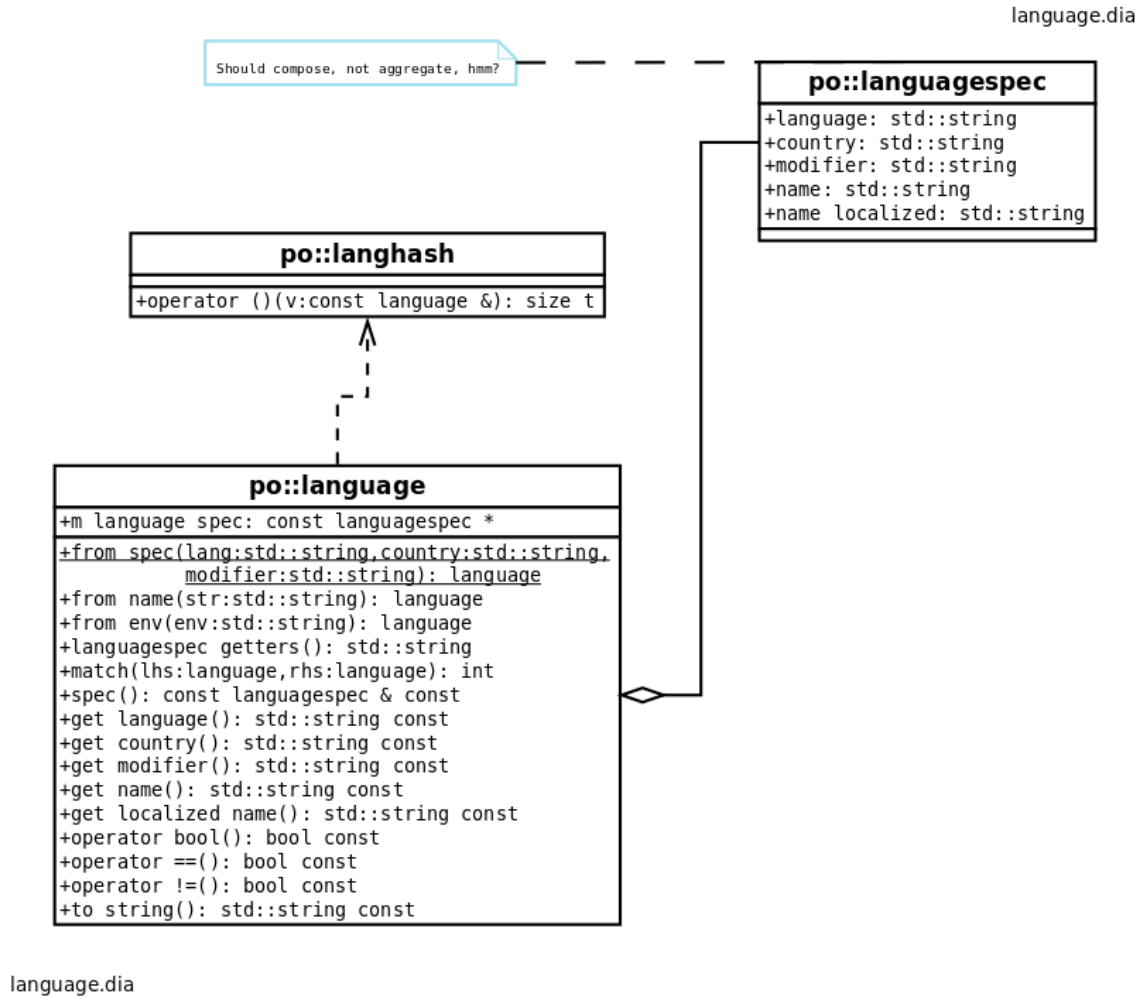 language.dia
Should compose, not aggregate, hmm?
po::languagespec
+language: std::string
+country: std::string
+modifier: std::string
+name: std::string
+name localized: std::string
po::langhash
+operator ()(v:const language &): size t
po::language
+m language spec: const languagespec *
+from spec(lang:std::string,country:std::string,
modifier:std::string): language
+from name(str:std::string): language
+from env(env:std::string): language
+languagespec getters(): std::string
+match(lhs:language,rhs:language): int
+spec(): const languagespec & const
+get language(): std::string const
+get country(): std::string const
+get modifier(): std::string const
+get name(): std::string const
+get localized name(): std::string const
+operator bool(): bool const
+operator ==(): bool const
+operator !=(): bool const
+to string(): std::string const
language.dia